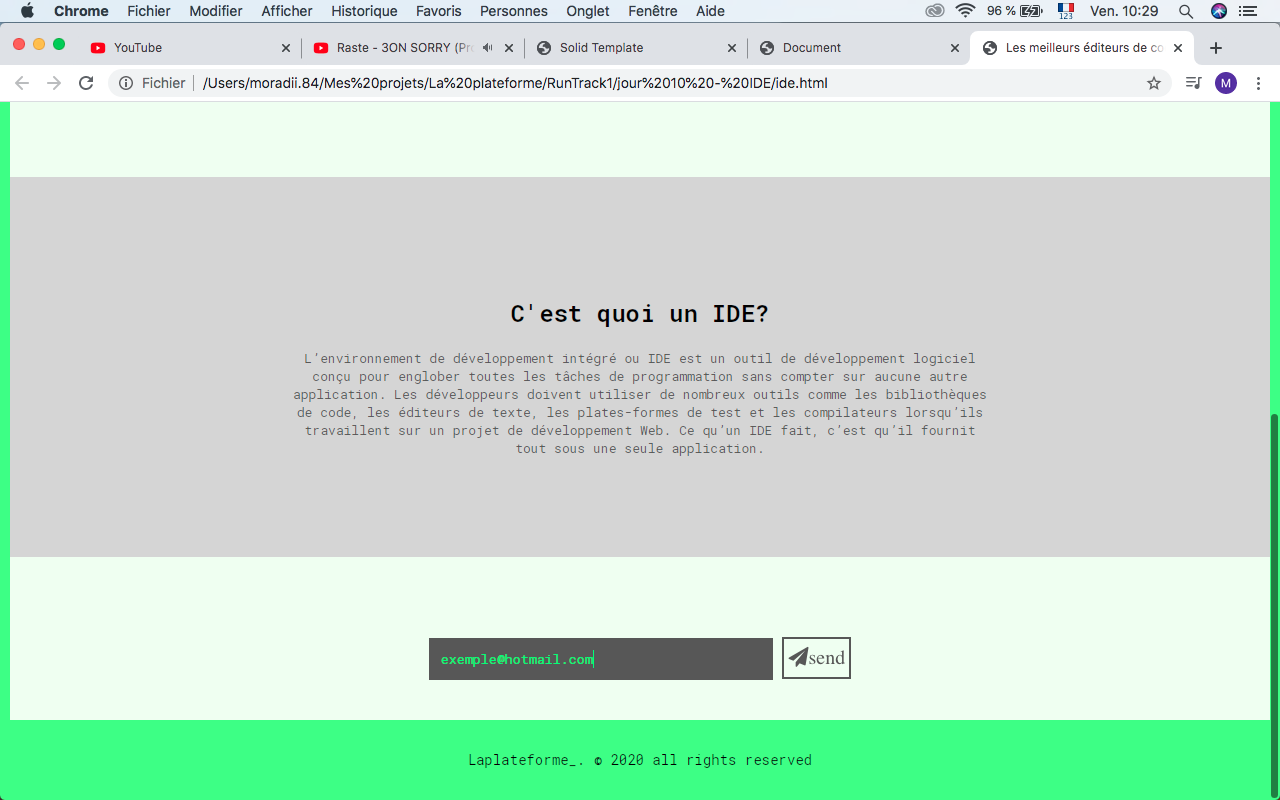 Chrome Fichier Modifier Afficher Historique Favoris Personnes Onglet Fenêtre Aide 96 % 123 Ven. 10:29
YouTube Raste - 3ON SORRY (Pro Solid Template Document Les meilleurs éditeurs de co
Fichier /Users/moradii.84/Mes%20projets/La%20plateforme/RunTrack1/jour%2010%20-%20IDE/ide.html M
C'est quoi un IDE?
L’environnement de développement intégré ou IDE est un outil de développement logiciel
conçu pour englober toutes les tâches de programmation sans compter sur aucune autre
application. Les développeurs doivent utiliser de nombreux outils comme les bibliothèques
de code, les éditeurs de texte, les plates-formes de test et les compilateurs lorsqu’ils
travaillent sur un projet de développement Web. Ce qu’un IDE fait, c’est qu’il fournit
tout sous une seule application.
exemple@hotmail.com send
Laplateforme_. © 2020 all rights reserved